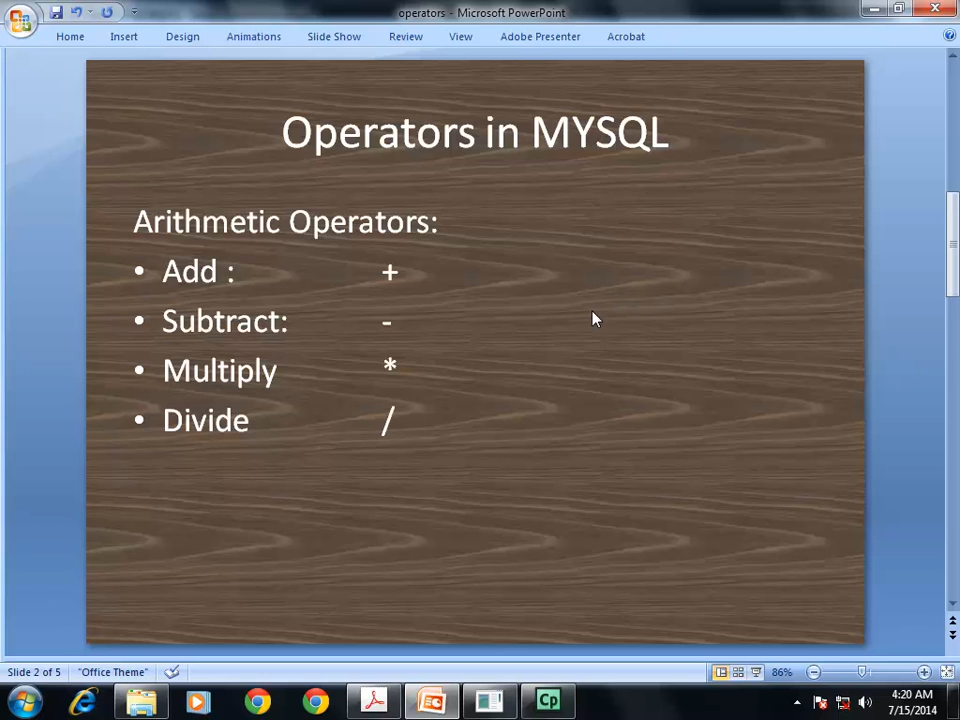 operators - Microsoft PowerPoint
Home Insert Design Animations Slide Show Review View Adobe Presenter Acrobat
Operators in MYSQL
Arithmetic Operators:
• Add : +
• Subtract: -
• Multiply *
• Divide /
Slide 2 of 5 "Office Theme" 86%
Cp
4:20 AM
7/15/2014